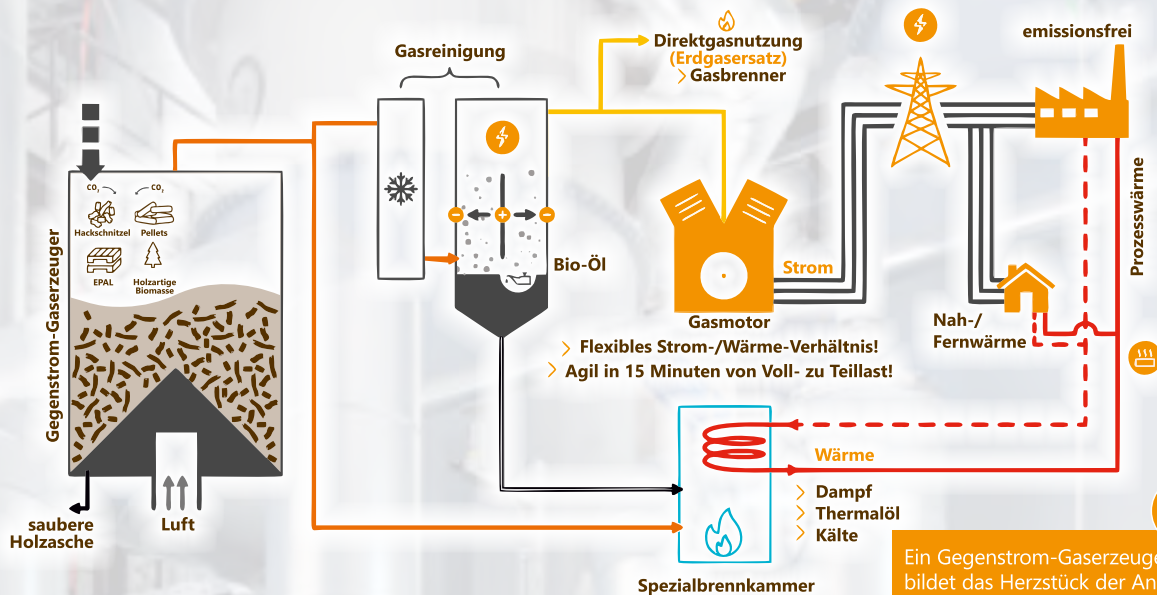 Gasreinigung
Direktgasnutzung
(Erdgasersatz)
Gasbrenner
emissionsfrei
CO₂
CO₂
Hackschnitzel
Pellets
EPAL
Holzartige
Biomasse
Gegenstrom-Gaserzeuger
saubere
Holzasche
Luft
Bio-Öl
Strom
Gasmotor
Flexibles Strom-/Wärme-Verhältnis!
Agil in 15 Minuten von Voll- zu Teillast!
Nah-/
Fernwärme
Prozesswärme
Wärme
Dampf
Thermalöl
Kälte
Spezialbrennkammer
Ein Gegenstrom-Gaserzeuge
bildet das Herzstück der An